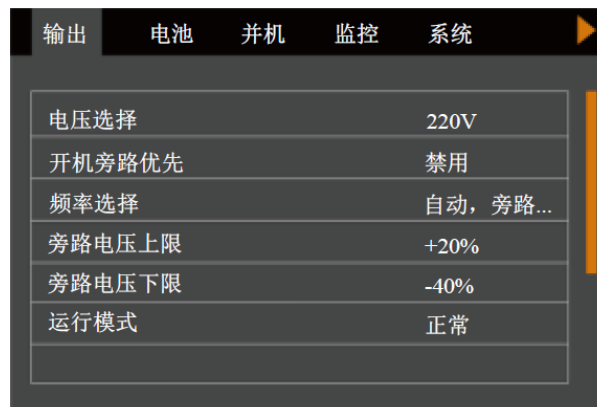 输出 电池 并机 监控 系统
电压选择 220V
开机旁路优先 禁用
频率选择 自动，旁路...
旁路电压上限 +20%
旁路电压下限 -40%
运行模式 正常